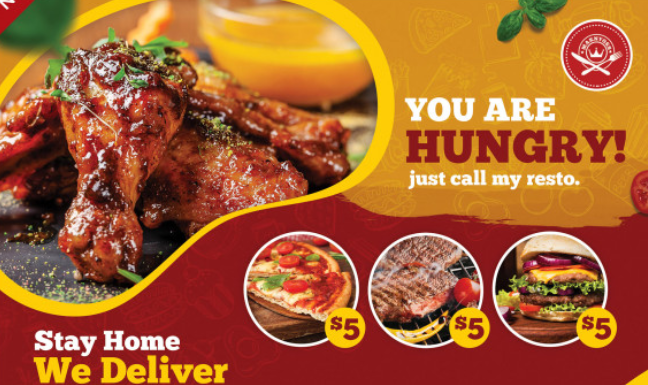 YOU ARE
HUNGRY!
just call my resto.
$5
$5
$5
Stay Home
We Deliver